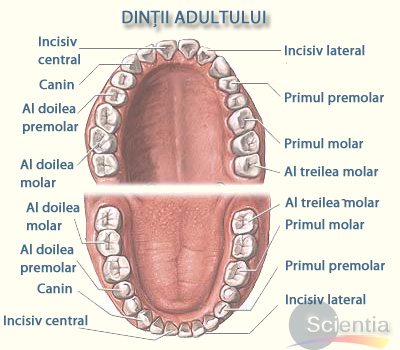 DINŢII ADULTULUI
Incisiv
central
Incisiv lateral
Canin
Primul premolar
Al doilea
premolar
Primul molar
Al doilea
molar
Al treilea molar
Al doilea
molar
Al treilea molar
Primul molar
Al doilea
premolar
Primul premolar
Canin
Incisiv lateral
Incisiv central
Scientia